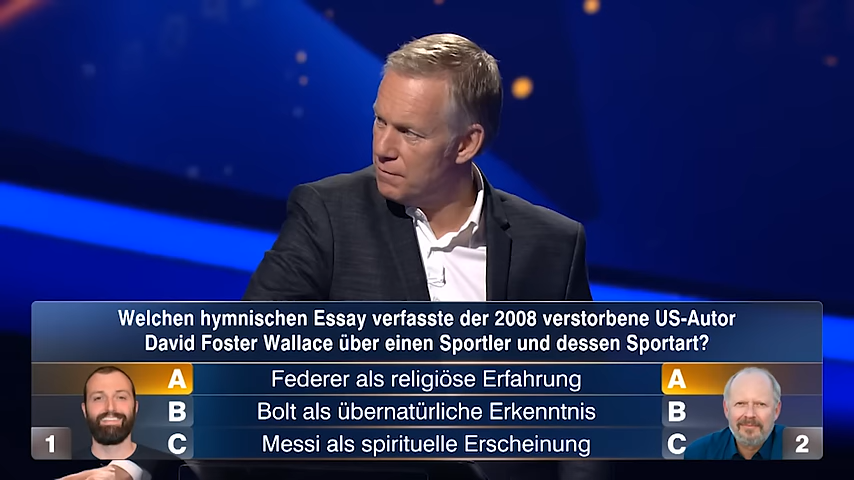 Welchen hymnischen Essay verfasste der 2008 verstorbene US-Autor
David Foster Wallace über einen Sportler und dessen Sportart?
A Federer als religiöse Erfahrung A
B Bolt als übernatürliche Erkenntnis B
1 C Messi als spirituelle Erscheinung C 2